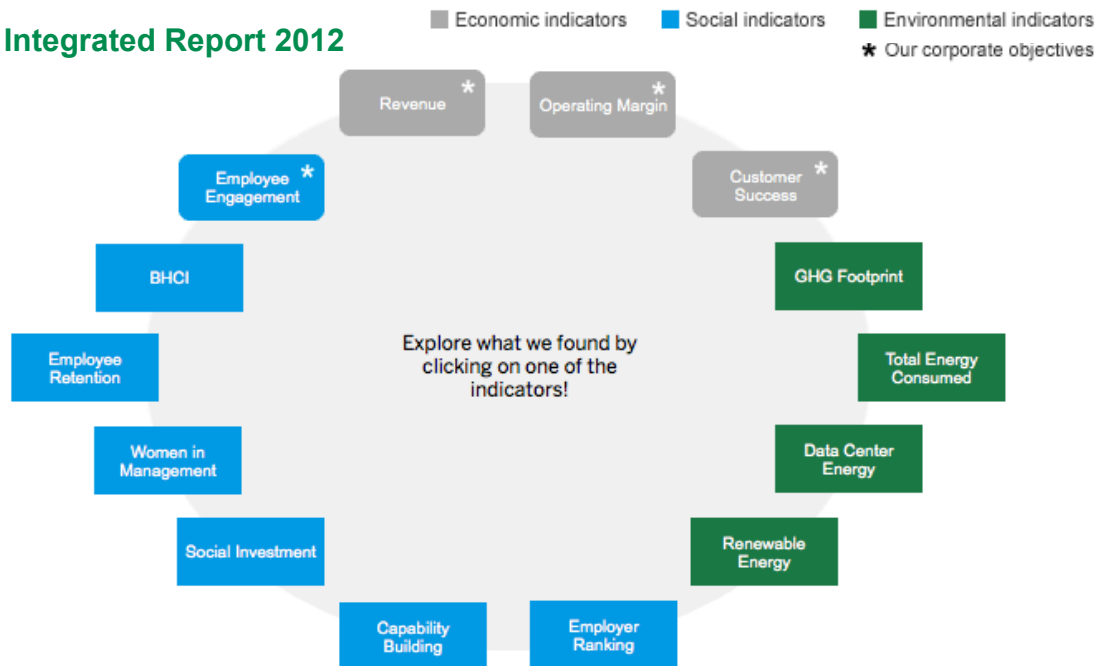 Integrated Report 2012
Economic indicators
Social indicators
Environmental indicators
* Our corporate objectives
Revenue *
Operating Margin *
Customer *
Success
Employee *
Engagement
BHCI
GHG Footprint
Employee
Retention
Explore what we found by
clicking on one of the
indicators!
Total Energy
Consumed
Women in
Management
Data Center
Energy
Social Investment
Renewable
Energy
Capability
Building
Employer
Ranking